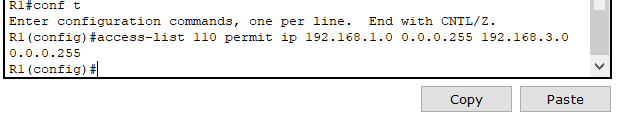 R1#conf t
Enter configuration commands, one per line.  End with CNTL/Z.
R1(config)#access-list 110 permit ip 192.168.1.0 0.0.0.255 192.168.3.0
0.0.0.255
R1(config)#
Copy
Paste